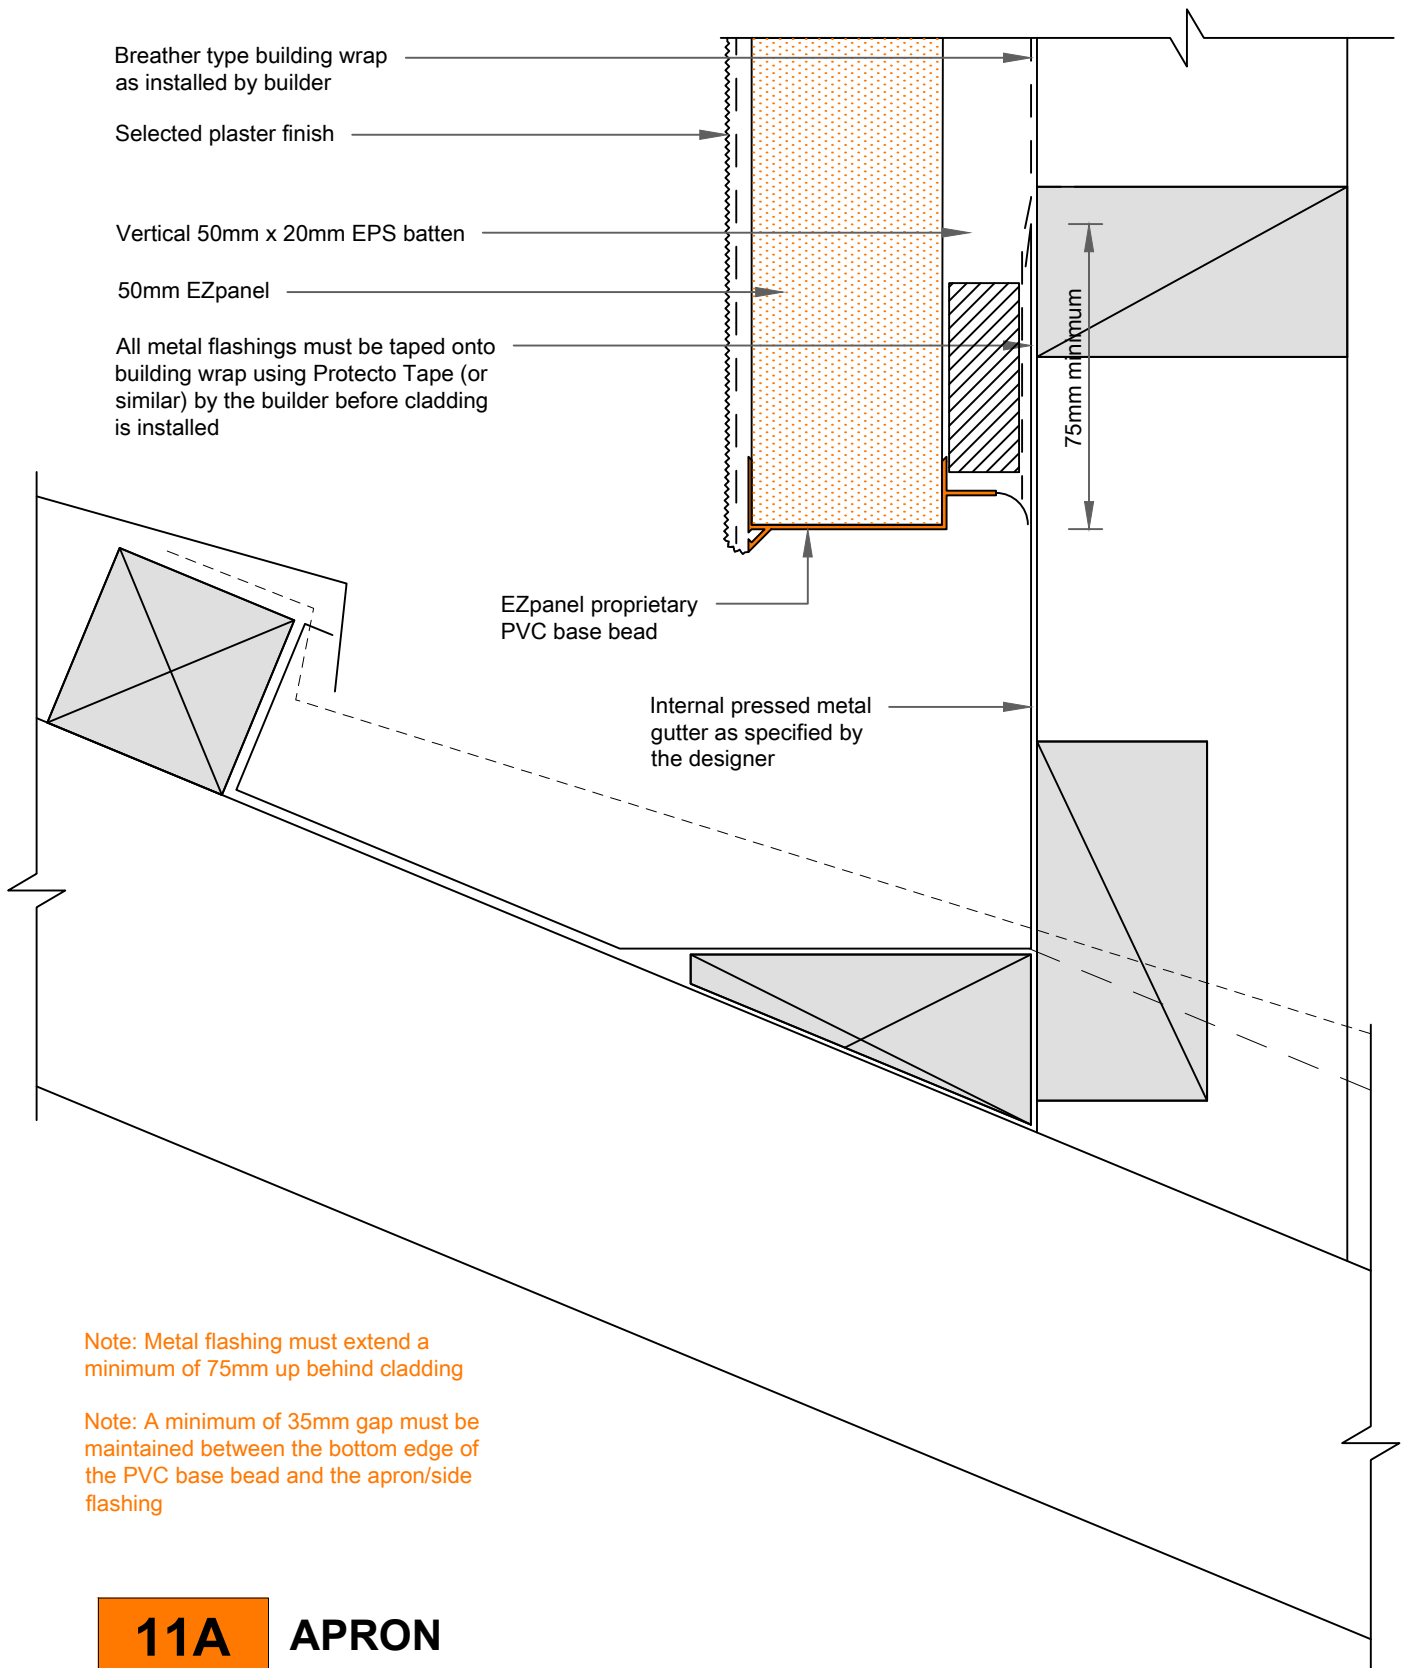 Breather type building wrap
as installed by builder
Selected plaster finish
Vertical 50mm x 20mm EPS batten
50mm EZpanel
All metal flashings must be taped onto
building wrap using Protecto Tape (or
similar) by the builder before cladding
is installed
75mm minimum
EZpanel proprietary
PVC base bead
Internal pressed metal
gutter as specified by
the designer
Note: Metal flashing must extend a
minimum of 75mm up behind cladding
Note: A minimum of 35mm gap must be
maintained between the bottom edge of
the PVC base bead and the apron/side
flashing
11A APRON